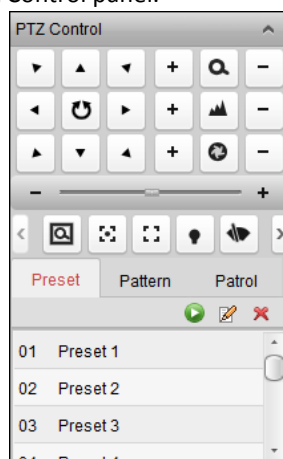 Control panel.
PTZ Control
Preset Pattern Patrol
01 Preset 1
02 Preset 2
03 Preset 3